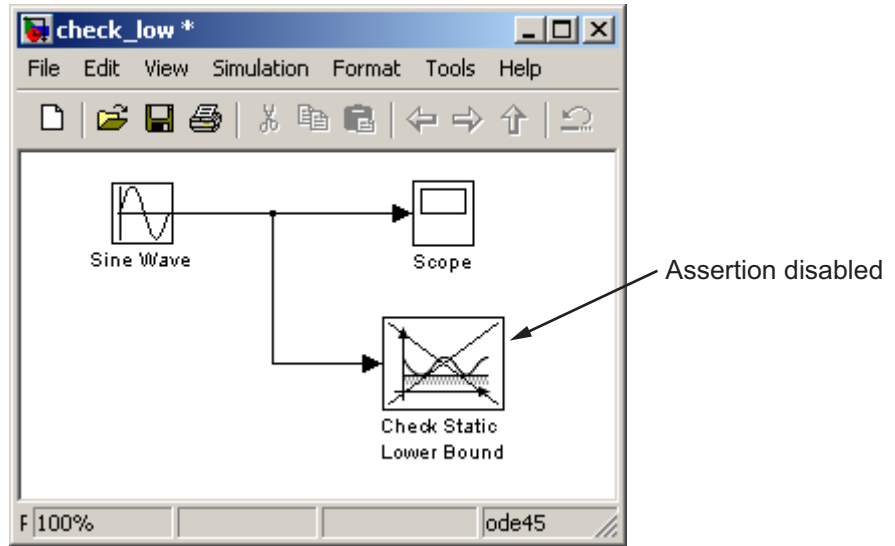 check_low *
File Edit View Simulation Format Tools Help
Sine Wave
Scope
Assertion disabled
Check Static
Lower Bound
F 100%
ode45